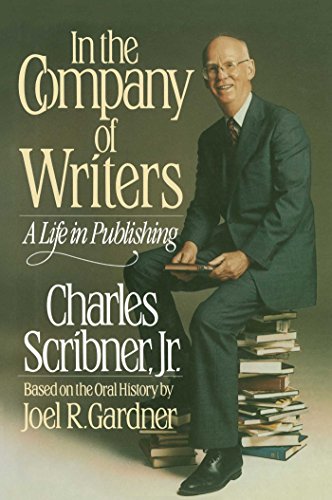 In the
Company
of
Writers
A Life in Publishing
Charles
Scribner, Jr.
Based on the Oral History by
Joel R. Gardner